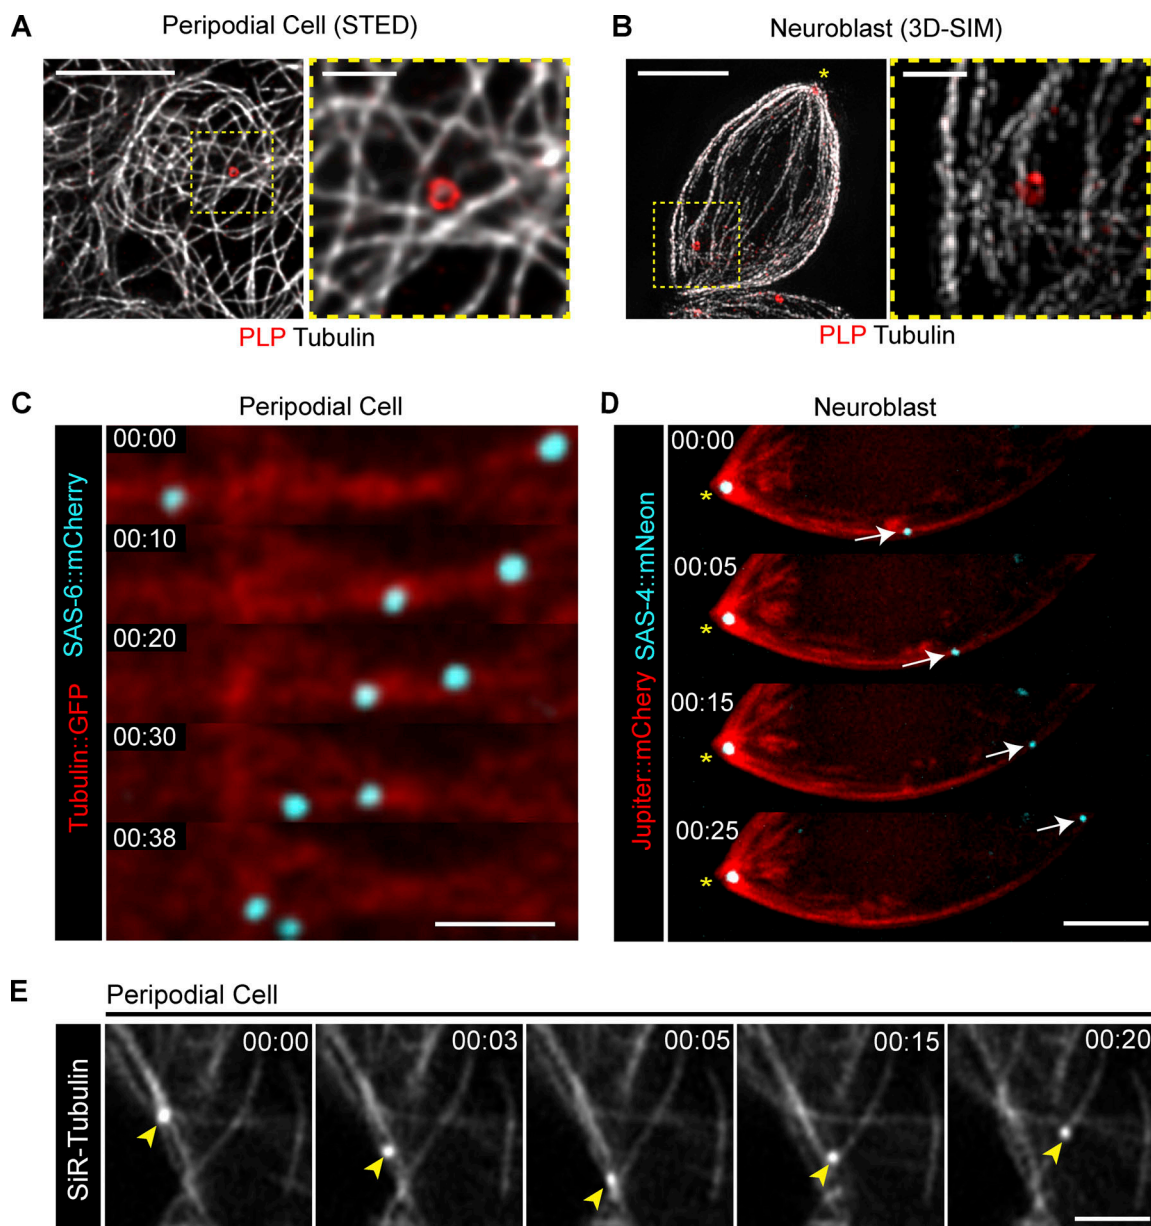 A
Peripodial Cell (STED)
PLP Tubulin
B
Neuroblast (3D-SIM)
*
PLP Tubulin
C
Peripodial Cell
Tubulin::GFP SAS-6::mCherry
00:00
00:10
00:20
00:30
00:38
D
Neuroblast
Jupiter::mChery SAS-4::mNeon
00:00
*
00:05
*
00:15
*
00:25
*
E
Peripodial Cell
SiR-Tubulin
00:00
00:03
00:05
00:15
00:20